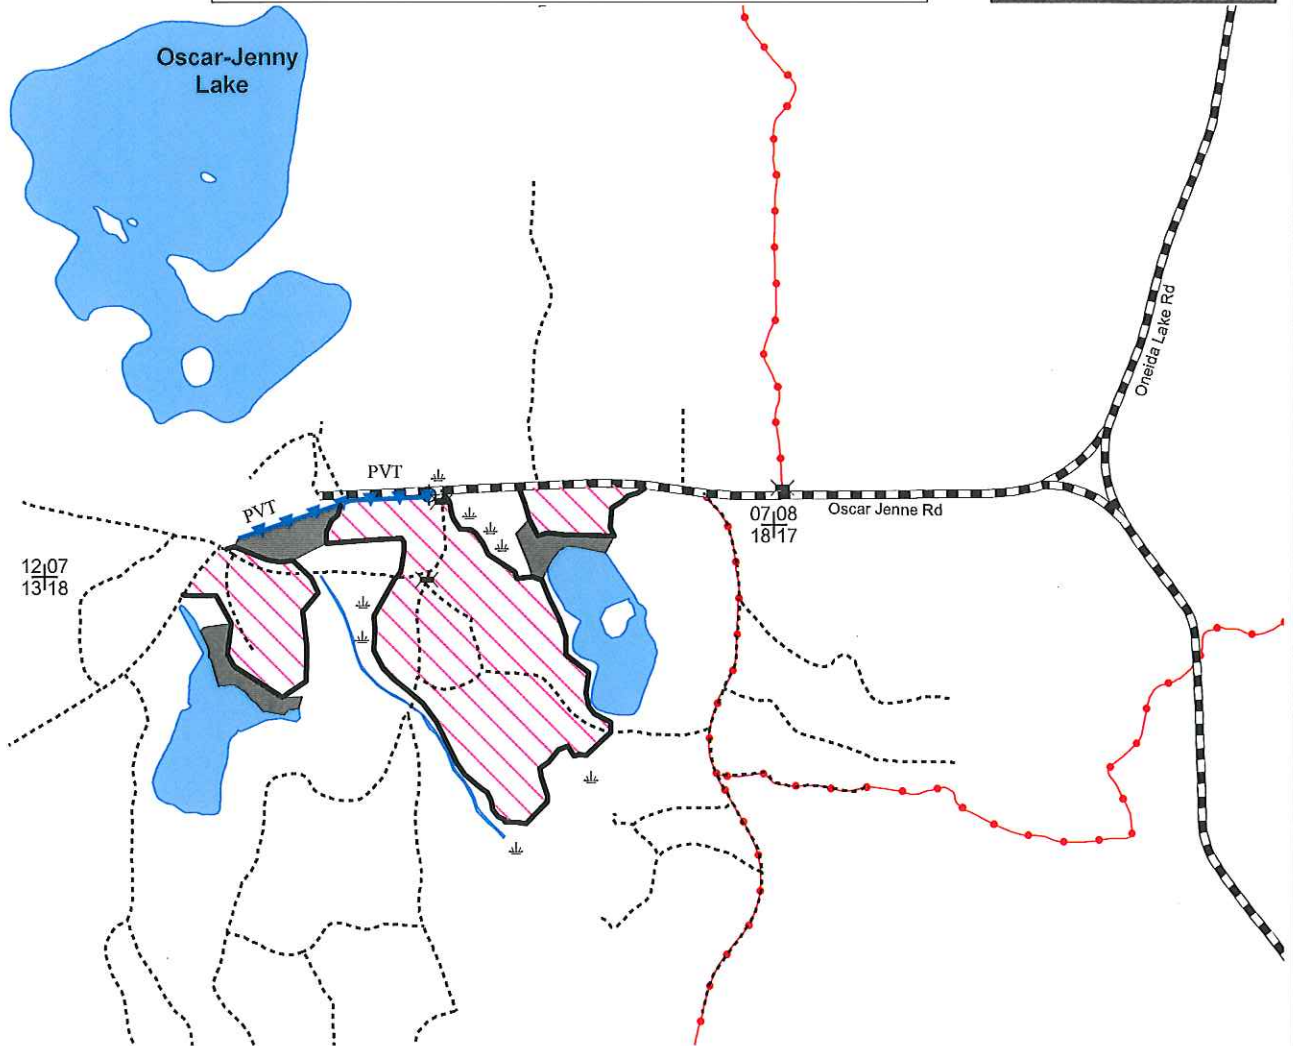 Oscar-Jenny
Lake
Oneida Lake Rd
PVT
PVT
07 08
18 17
Oscar Jenne Rd
12 07
13 18